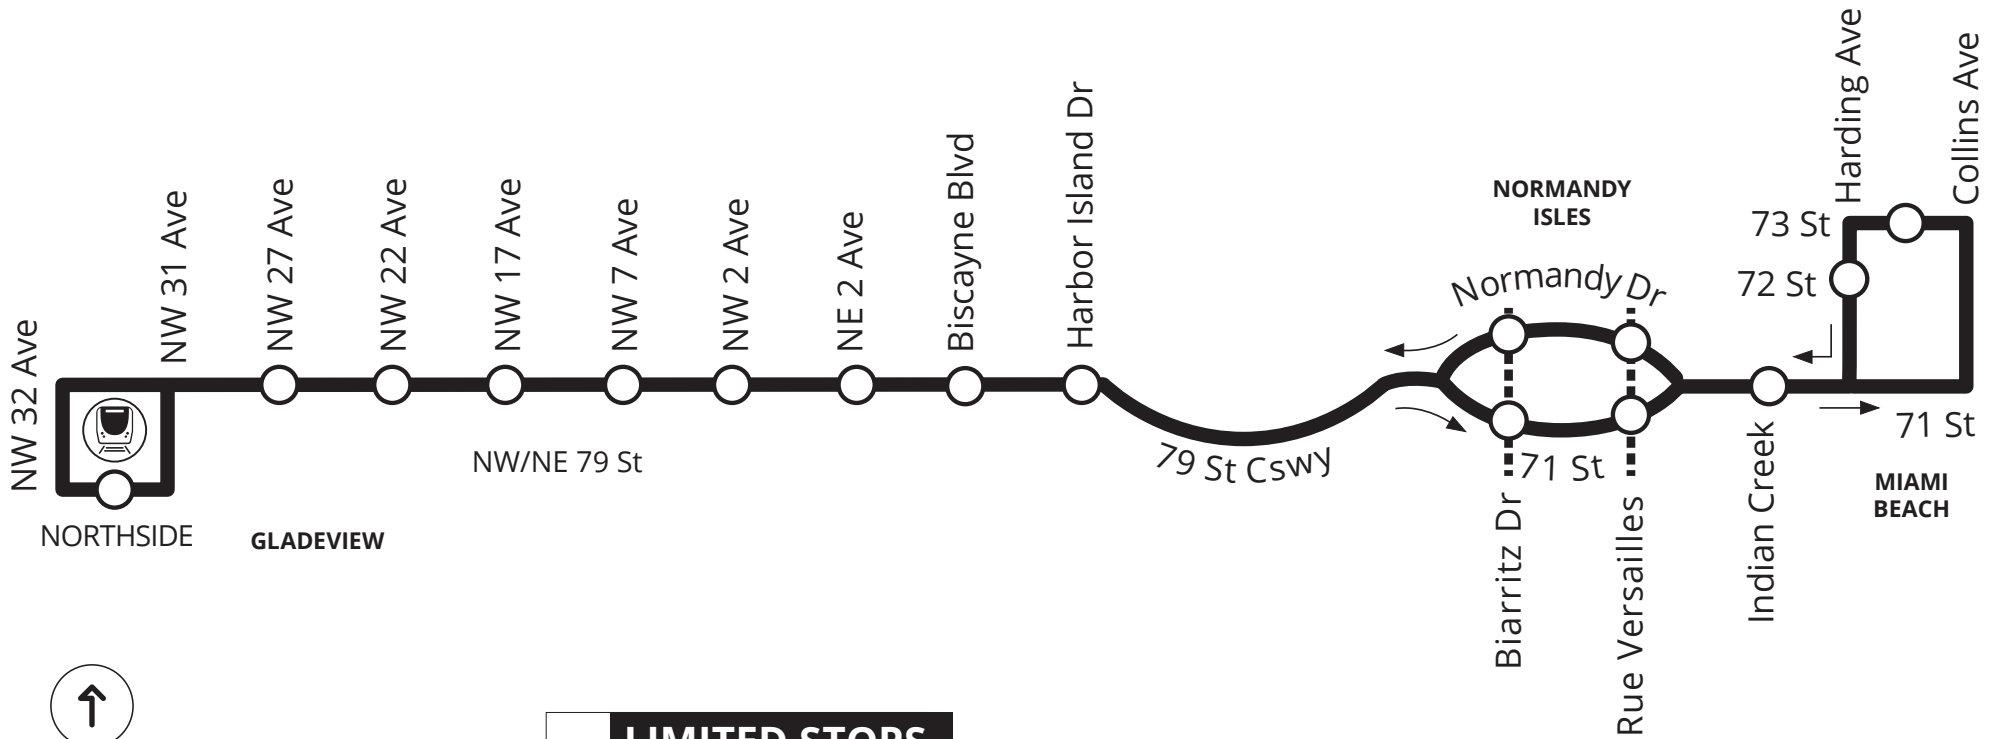 NW 32 Ave
NW 31 Ave
NW 27 Ave
NW 22 Ave
NW 17 Ave
NW 7 Ave
NW 2 Ave
NE 2 Ave
Biscayne Blvd
Harbor Island Dr
NORMANDY
ISLES
Normandy Dr
Harding Ave
Collins Ave
73 St
72 St
NW/NE 79 St
79 St Cswy
71 St
71 St
NORTHSIDE
GLADEVIEW
Biarritz Dr
Rue Versailles
Indian Creek
MIAMI
BEACH
LIMITED STOPS